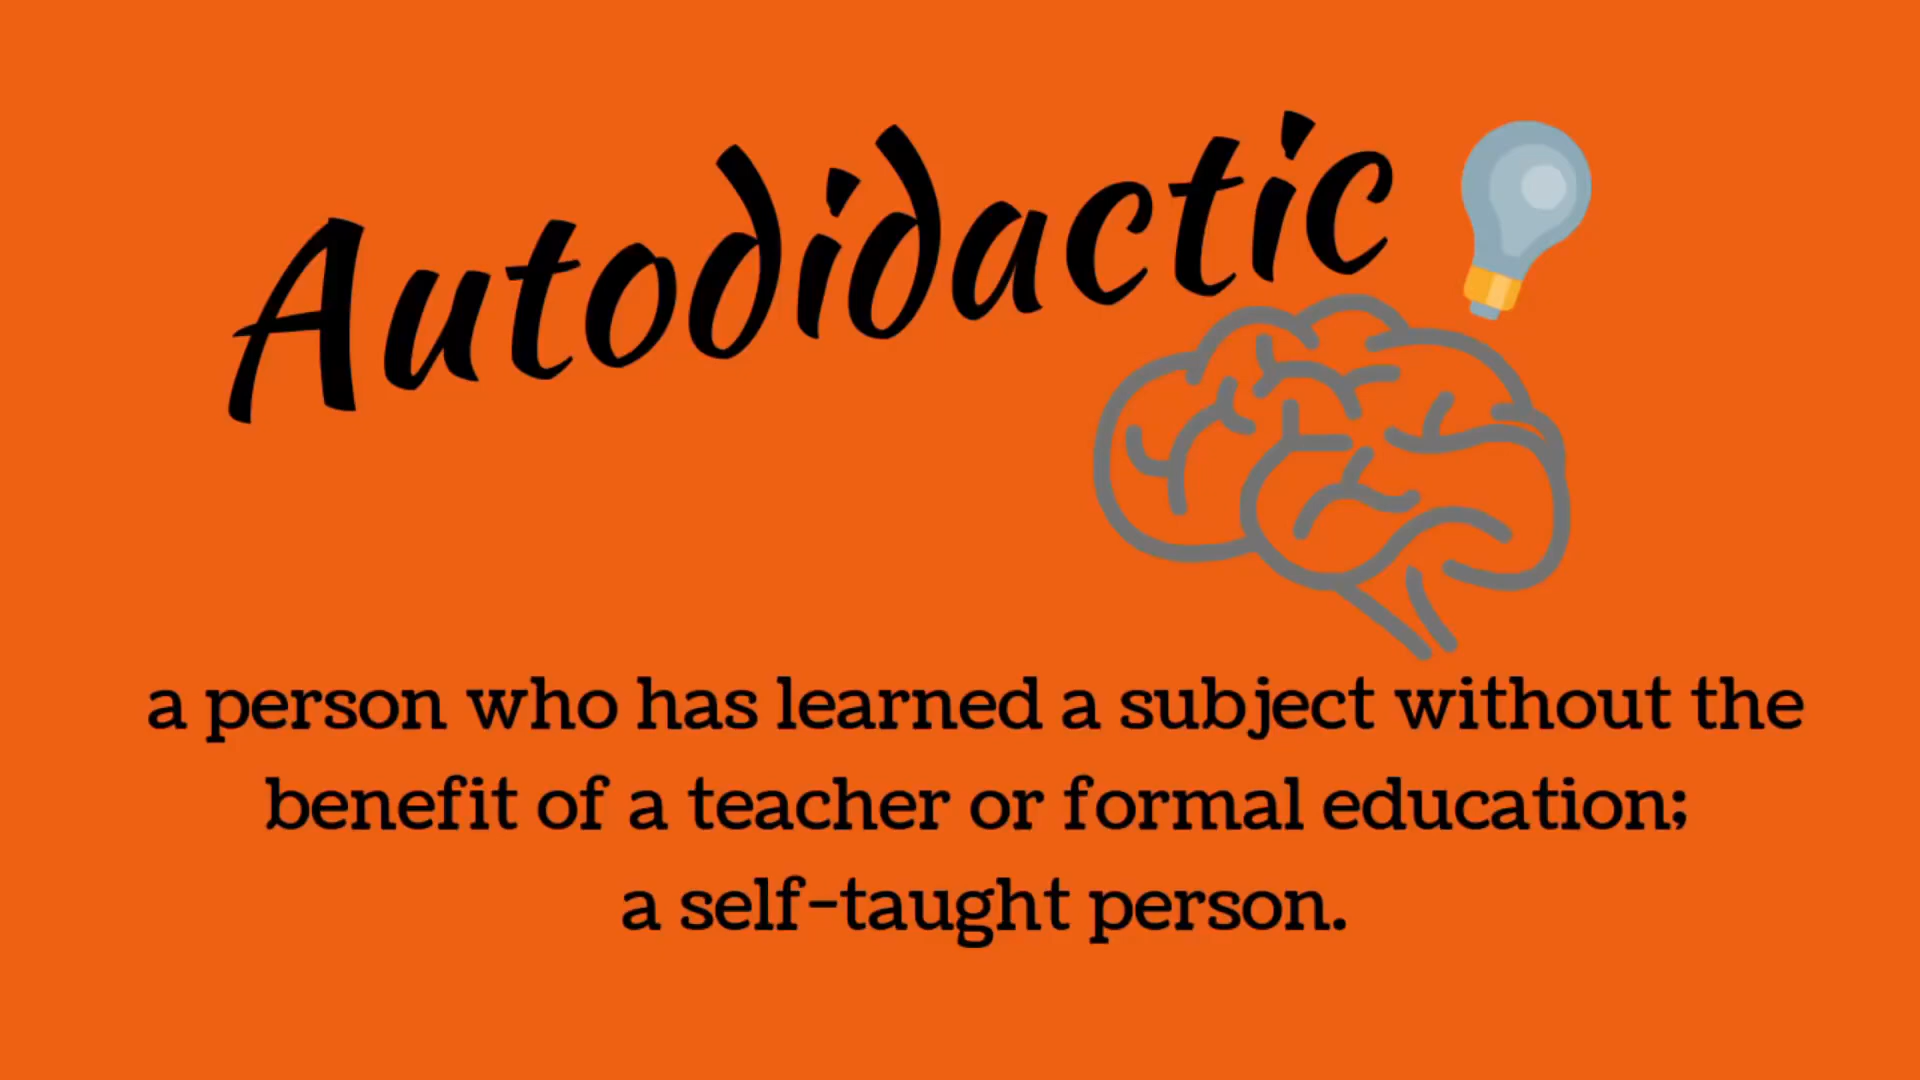 Autodidactic
a person who has learned a subject without the
benefit of a teacher or formal education;
a self-taught person.